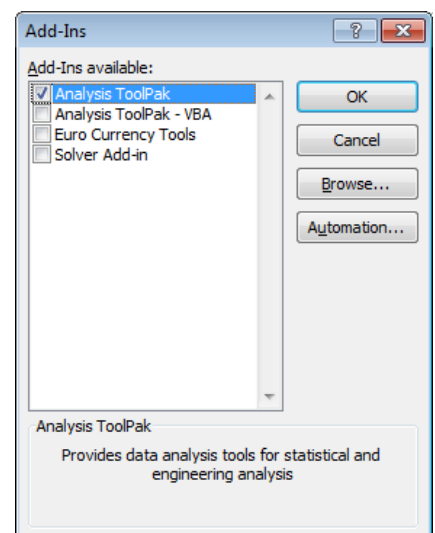 Add-Ins
Add-Ins available:
Analysis ToolPak
Analysis ToolPak - VBA
Euro Currency Tools
Solver Add-in
OK
Cancel
Browse...
Automation...
Analysis ToolPak
Provides data analysis tools for statistical and
engineering analysis